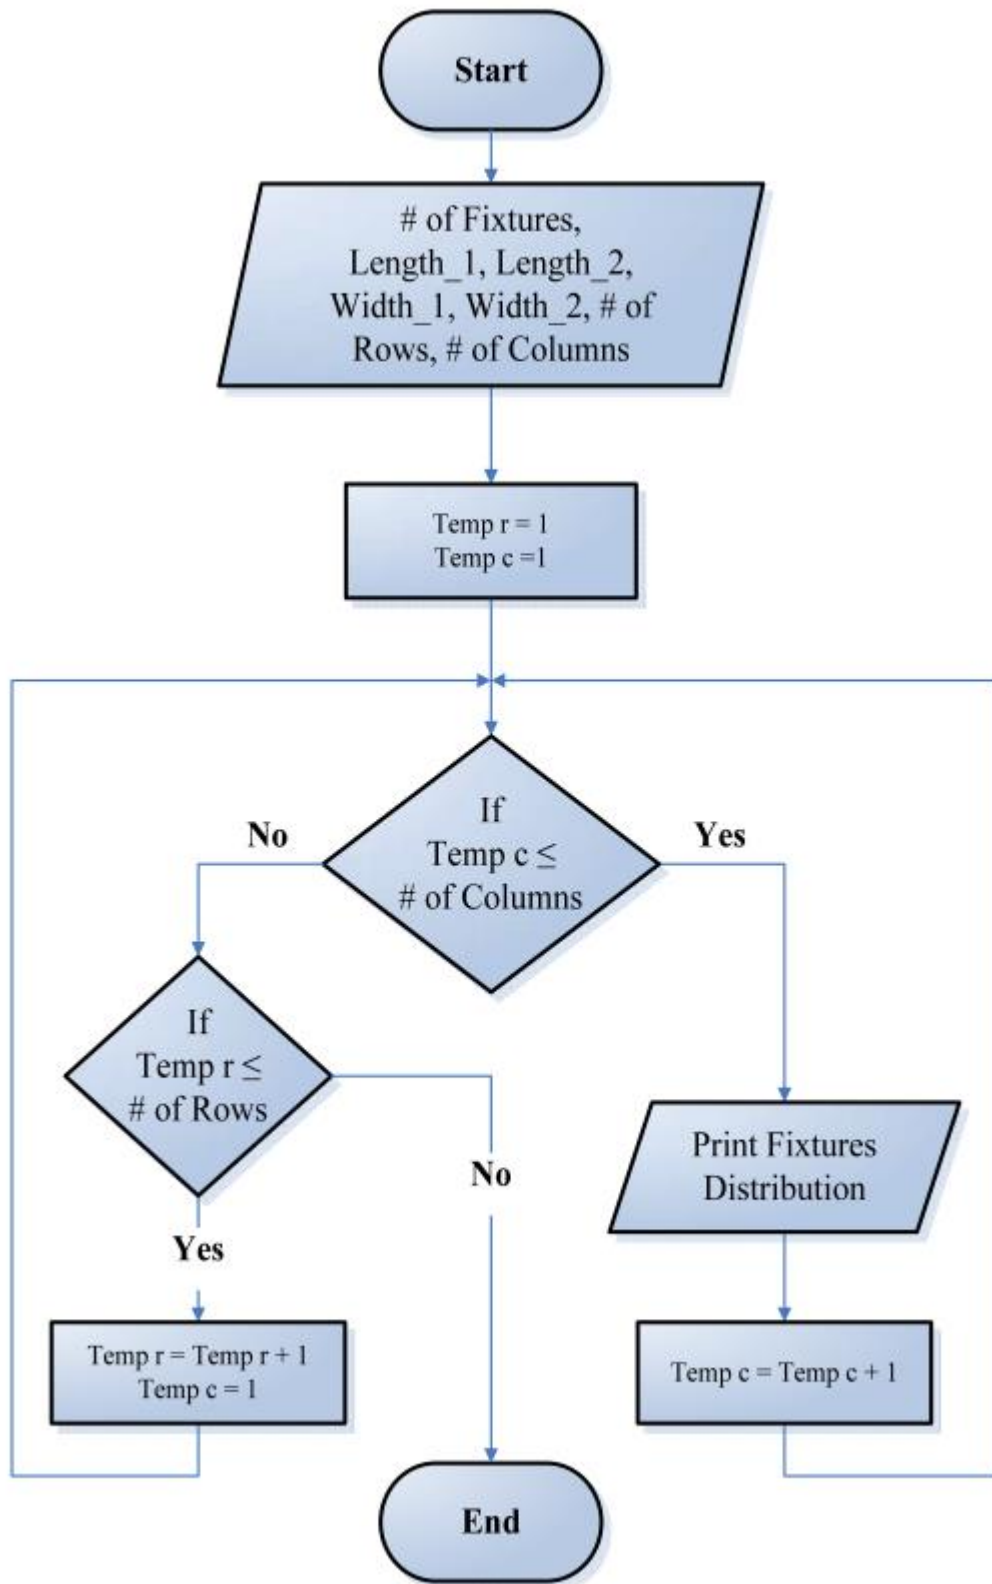 Start
# of Fixtures,
Length_1, Length_2,
Width_1, Width_2, # of
Rows, # of Columns
Temp r = 1
Temp c =1
If
Temp c ≤
# of Columns
No
Yes
If
Temp r ≤
# of Rows
No
Yes
Print Fixtures
Distribution
Temp r = Temp r + 1
Temp c = 1
Temp c = Temp c + 1
End